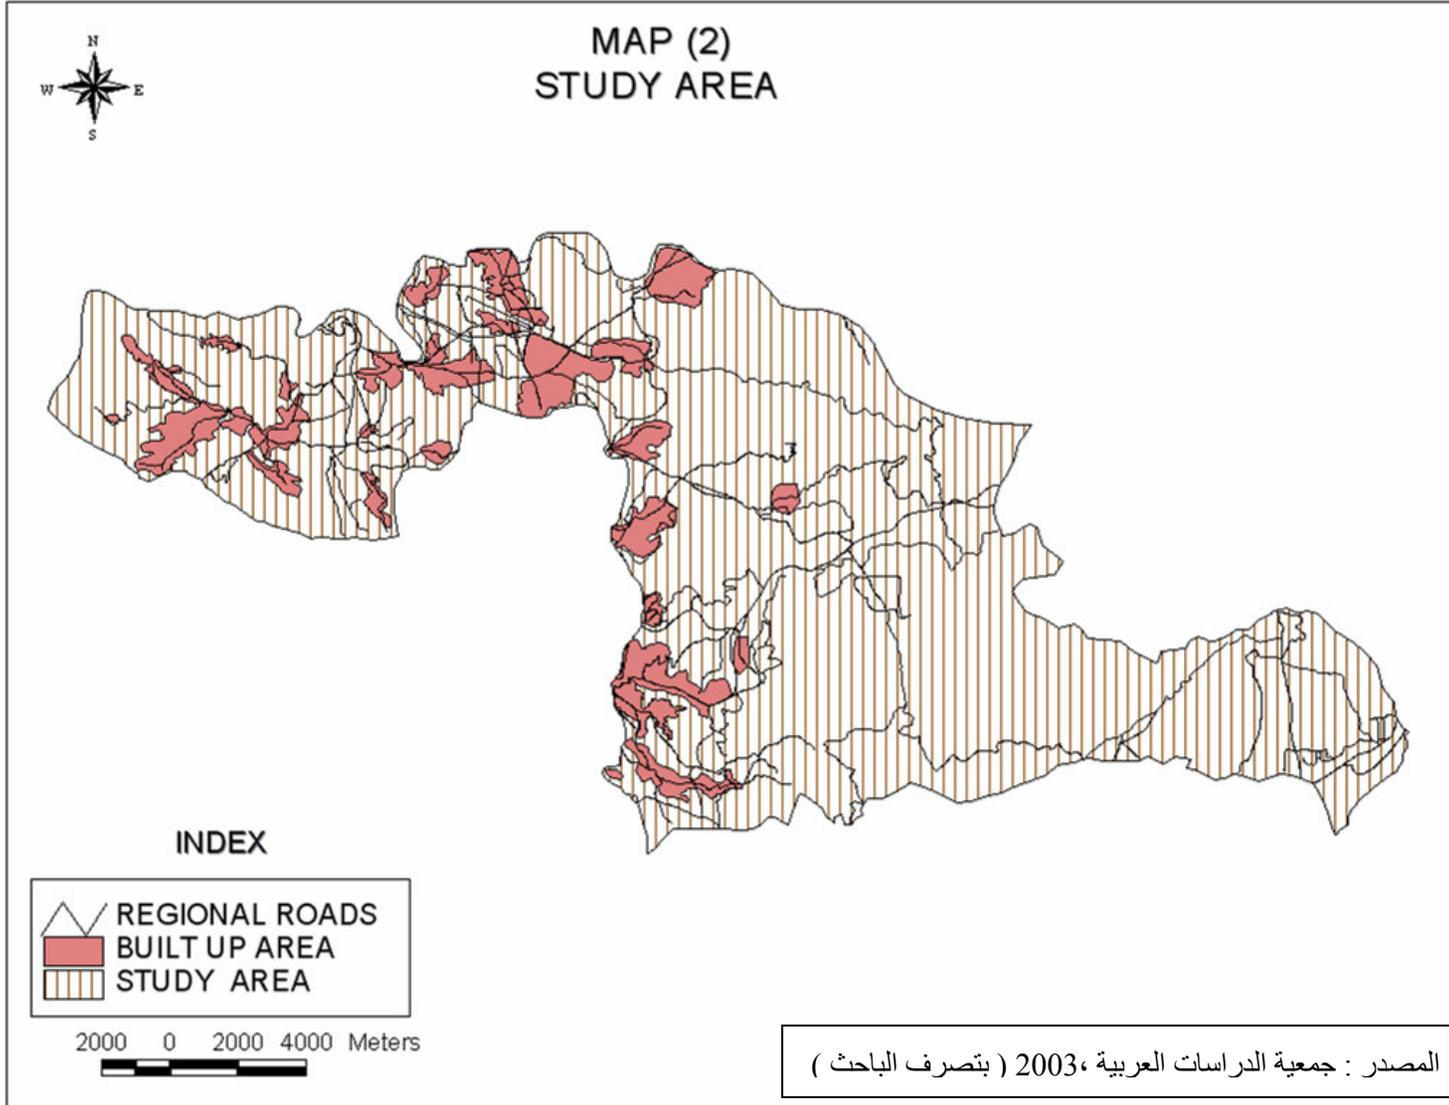 MAP (2)
STUDY AREA
N
W E
S
INDEX
REGIONAL ROADS
BUILT UP AREA
STUDY AREA
2000 0 2000 4000 Meters
المصدر : جمعية الدراسات العربية ،2003 ( بتصرف الباحث )